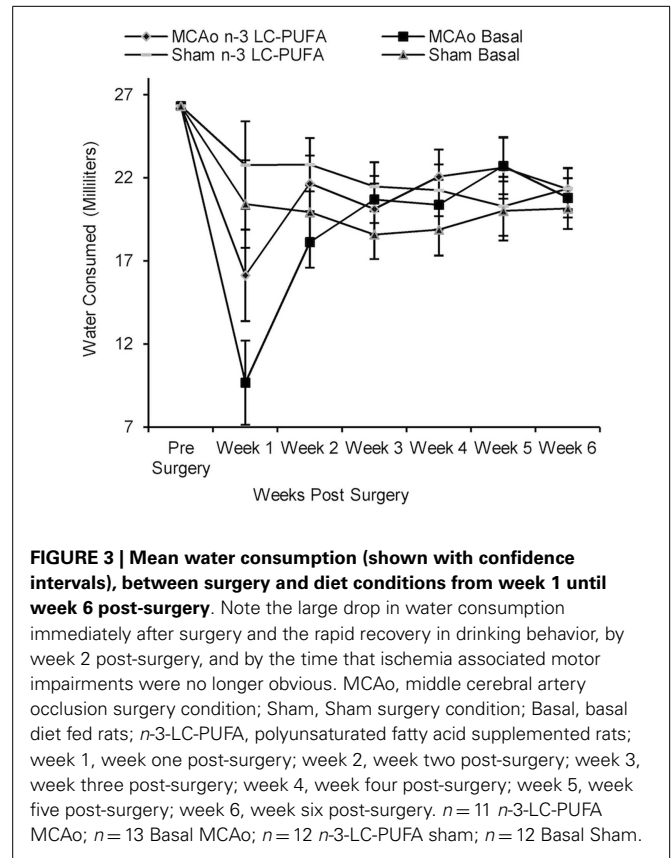 MCAo n-3 LC-PUFA
MCAo Basal
Sham n-3 LC-PUFA
Sham Basal
27
22
17
12
7
Water Consumed (Milliliters)
Pre Surgery
Week 1
Week 2
Week 3
Week 4
Week 5
Week 6
Weeks Post Surgery
FIGURE 3 | Mean water consumption (shown with confidence
intervals), between surgery and diet conditions from week 1 until
week 6 post-surgery. Note the large drop in water consumption
immediately after surgery and the rapid recovery in drinking behavior, by
week 2 post-surgery, and by the time that ischemia associated motor
impairments were no longer obvious. MCAo, middle cerebral artery
occlusion surgery condition; Sham, Sham surgery condition; Basal, basal
diet fed rats; n-3-LC-PUFA, polyunsaturated fatty acid supplemented rats;
week 1, week one post-surgery; week 2, week two post-surgery; week 3,
week three post-surgery; week 4, week four post-surgery; week 5, week
five post-surgery; week 6, week six post-surgery. n = 11 n-3-LC-PUFA
MCAo; n = 13 Basal MCAo; n = 12 n-3-LC-PUFA sham; n = 12 Basal Sham.